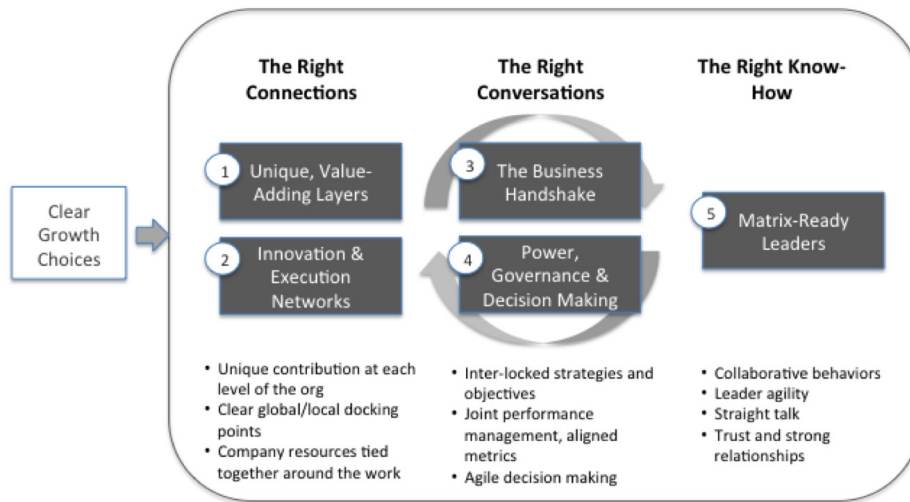 Clear
Growth
Choices
The Right
Connections
1
Unique, Value-
Adding Layers
2
Innovation &
Execution
Networks
• Unique contribution at each
level of the org
• Clear global/local docking
points
• Company resources tied
together around the work
The Right
Conversations
3
The Business
Handshake
4
Power,
Governance &
Decision Making
• Inter-locked strategies and
objectives
• Joint performance
management, aligned
metrics
• Agile decision making
The Right Know-
How
5
Matrix-Ready
Leaders
• Collaborative behaviors
• Leader agility
• Straight talk
• Trust and strong
relationships